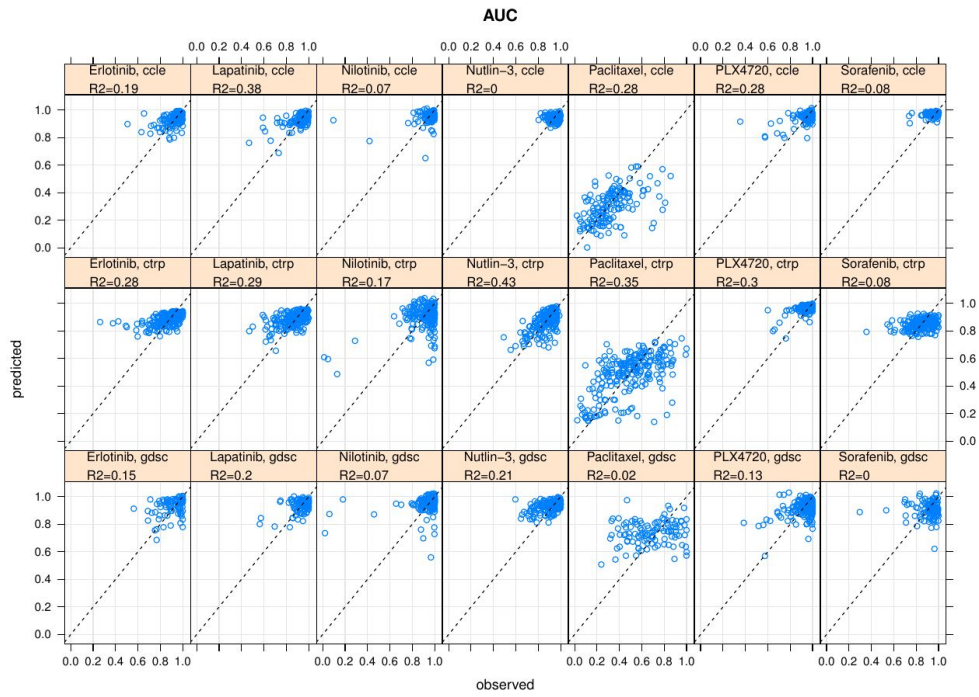 AUC
0.0 0.2 0.4 0.6 0.8 1.0 0.0 0.2 0.4 0.6 0.8 1.0 0.0 0.2 0.4 0.6 0.8 1.0
Erlotinib, ccle Lapatinib, ccle Nilotinib, ccle Nutlin−3, ccle Paclitaxel, ccle PLX4720, ccle Sorafenib, ccle
R2=0.19 R2=0.38 R2=0.07 R2=0 R2=0.28 R2=0.28 R2=0.08
1.0
0.8
0.6
0.4
0.2
0.0
Erlotinib, ctrp Lapatinib, ctrp Nilotinib, ctrp Nutlin−3, ctrp Paclitaxel, ctrp PLX4720, ctrp Sorafenib, ctrp
R2=0.28 R2=0.29 R2=0.17 R2=0.43 R2=0.35 R2=0.3 R2=0.08
1.0
0.8
0.6
0.4
0.2
0.0
predicted
Erlotinib, gdsc Lapatinib, gdsc Nilotinib, gdsc Nutlin−3, gdsc Paclitaxel, gdsc PLX4720, gdsc Sorafenib, gdsc
R2=0.15 R2=0.2 R2=0.07 R2=0.21 R2=0.02 R2=0.13 R2=0
1.0
0.8
0.6
0.4
0.2
0.0
0.0 0.2 0.4 0.6 0.8 1.0 0.0 0.2 0.4 0.6 0.8 1.0 0.0 0.2 0.4 0.6 0.8 1.0 0.0 0.2 0.4 0.6 0.8 1.0
observed